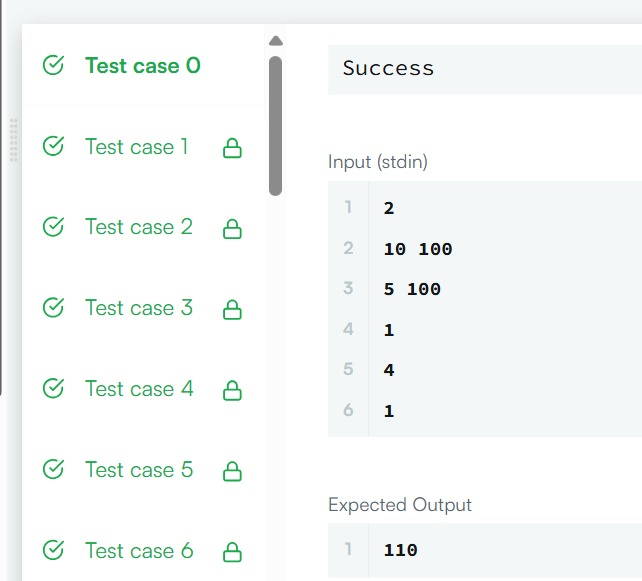 Test case 0
Test case 1
Test case 2
Test case 3
Test case 4
Test case 5
Test case 6
Success
Input (stdin)
1 2
2 10 100
3 5 100
4 1
5 4
6 1
Expected Output
1 110